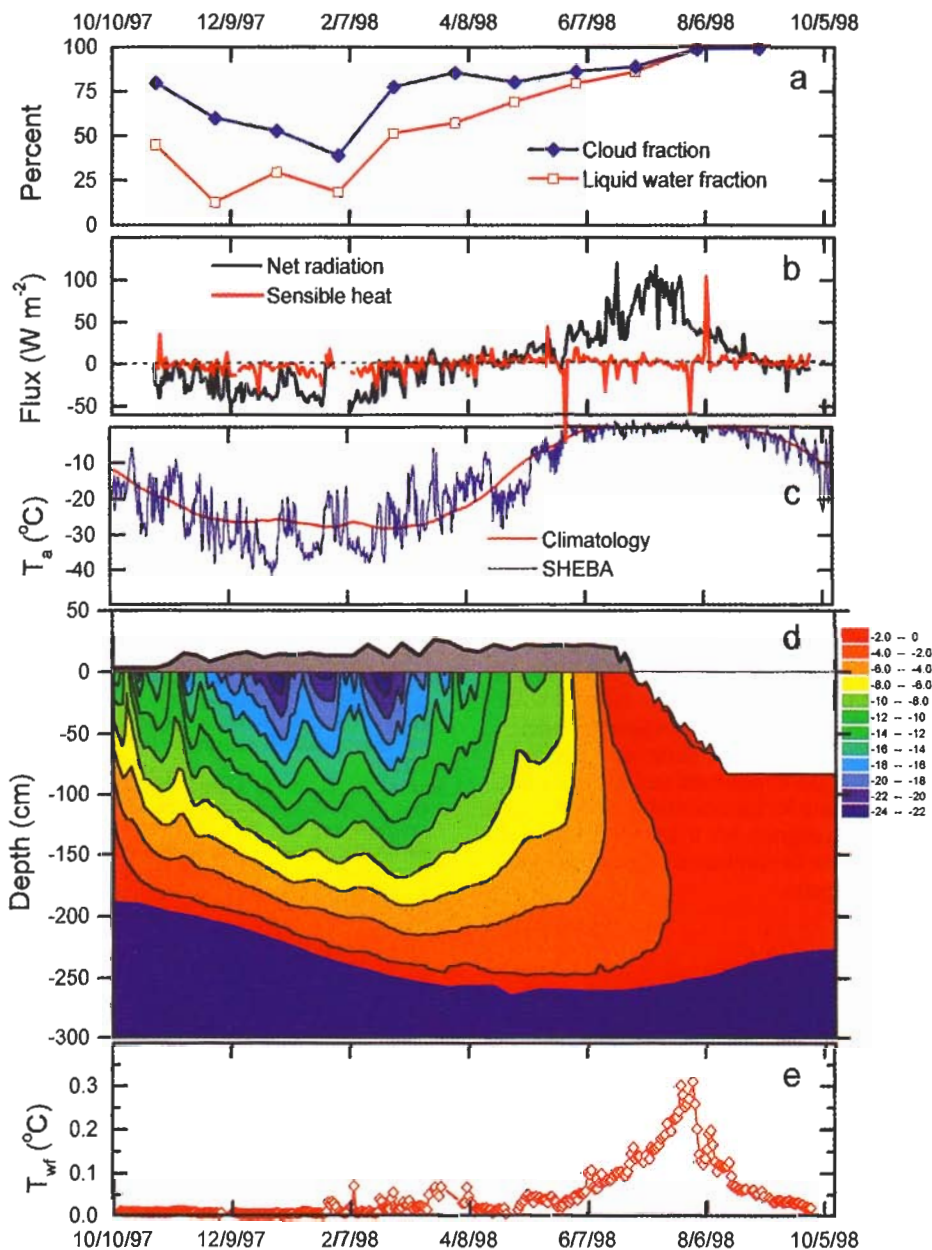 10/10/97 12/9/97 2/7/98 4/8/98 6/7/98 8/6/98 10/5/98
100
75
50
25
0
Percent
a
Cloud fraction
Liquid water fraction
100
50
0
-50
Flux (W m-2)
b
Net radiation
Sensible heat
-10
-20
-30
-40
Ta (oC)
c
Climatology
SHEBA
50
0
-50
-100
-150
-200
-250
-300
Depth (cm)
d
-2.0 -- 0
-4.0 -- -2.0
-6.0 -- -4.0
-8.0 -- -6.0
-10 -- -8.0
-12 -- -10
-14 -- -12
-16 -- -14
-18 -- -16
-20 -- -18
-22 -- -20
-24 -- -22
0.3
0.2
0.1
0.0
Twf (oC)
e
10/10/97 12/9/97 2/7/98 4/8/98 6/7/98 8/6/98 10/5/98